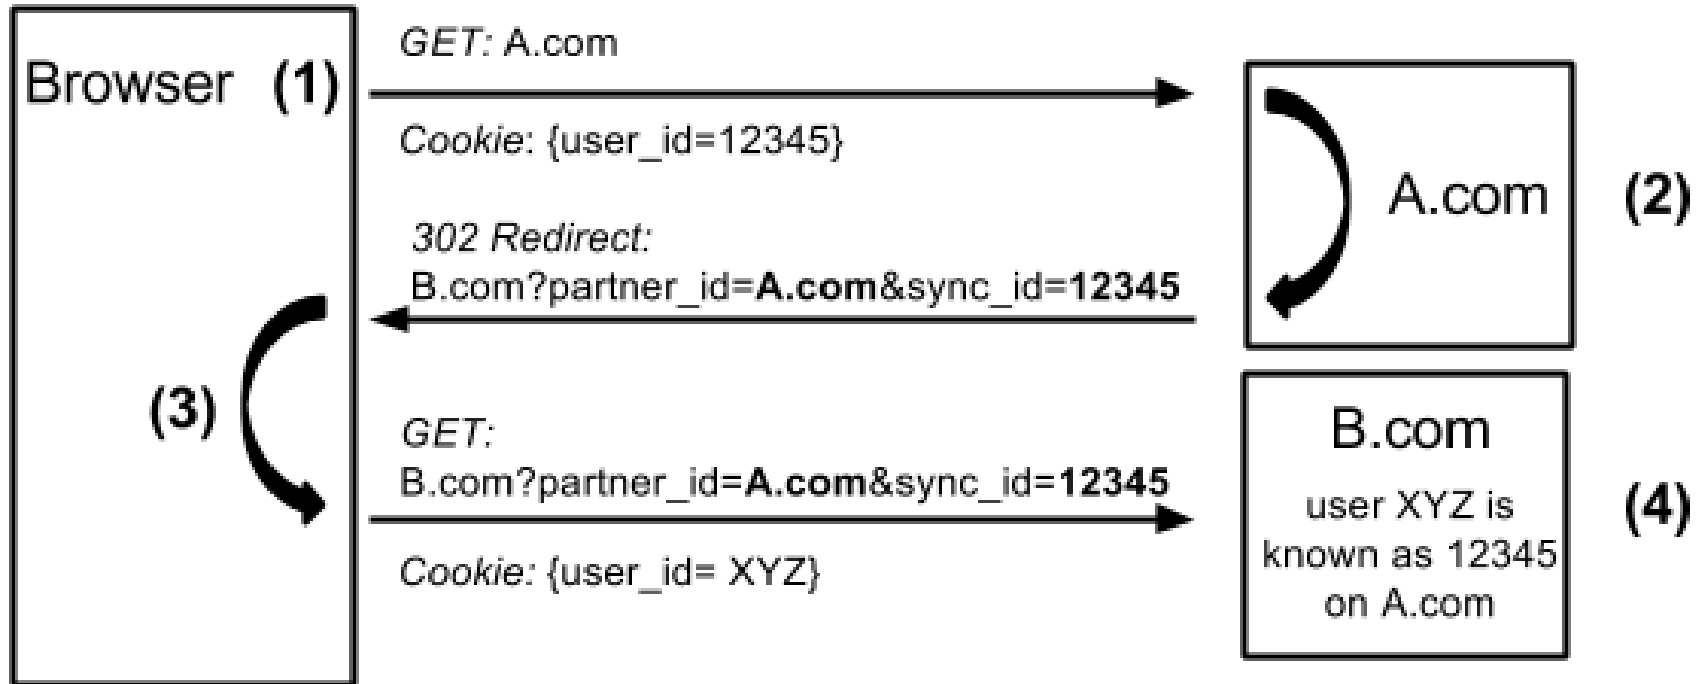 Browser (1)
GET: A.com
Cookie: {user_id=12345}
A.com
(2)
302 Redirect:
B.com?partner_id=A.com&sync_id=12345
(3)
GET:
B.com?partner_id=A.com&sync_id=12345
Cookie: {user_id= XYZ}
B.com
user XYZ is
known as 12345
on A.com
(4)